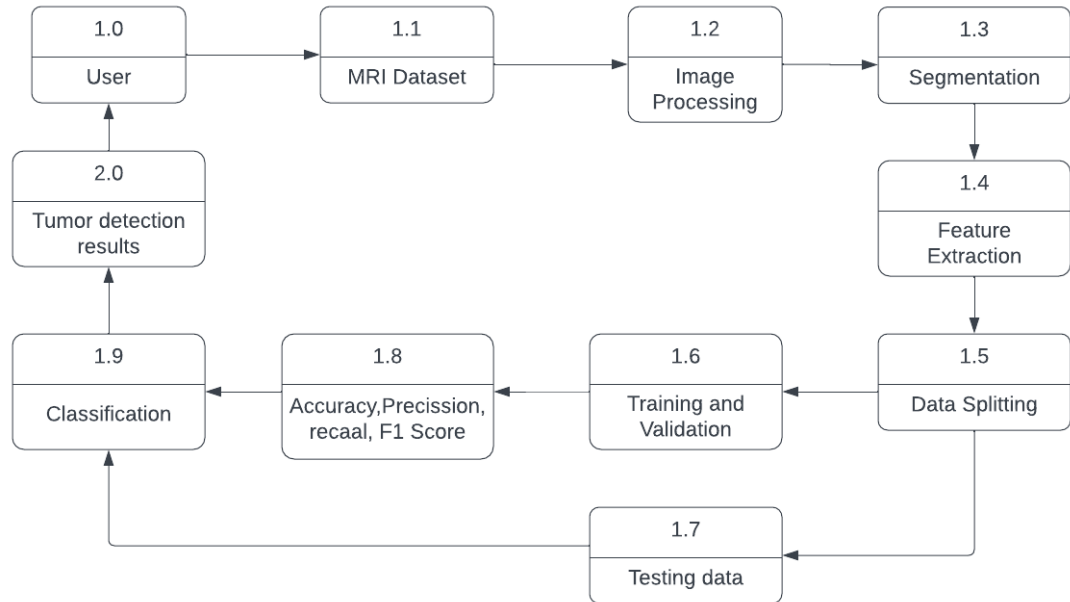 1.0
User
1.1
MRI Dataset
1.2
Image
Processing
1.3
Segmentation
1.4
Feature
Extraction
1.5
Data Splitting
1.6
Training and
Validation
1.7
Testing data
1.8
Accuracy,Precission,
recaal, F1 Score
1.9
Classification
2.0
Tumor detection
results